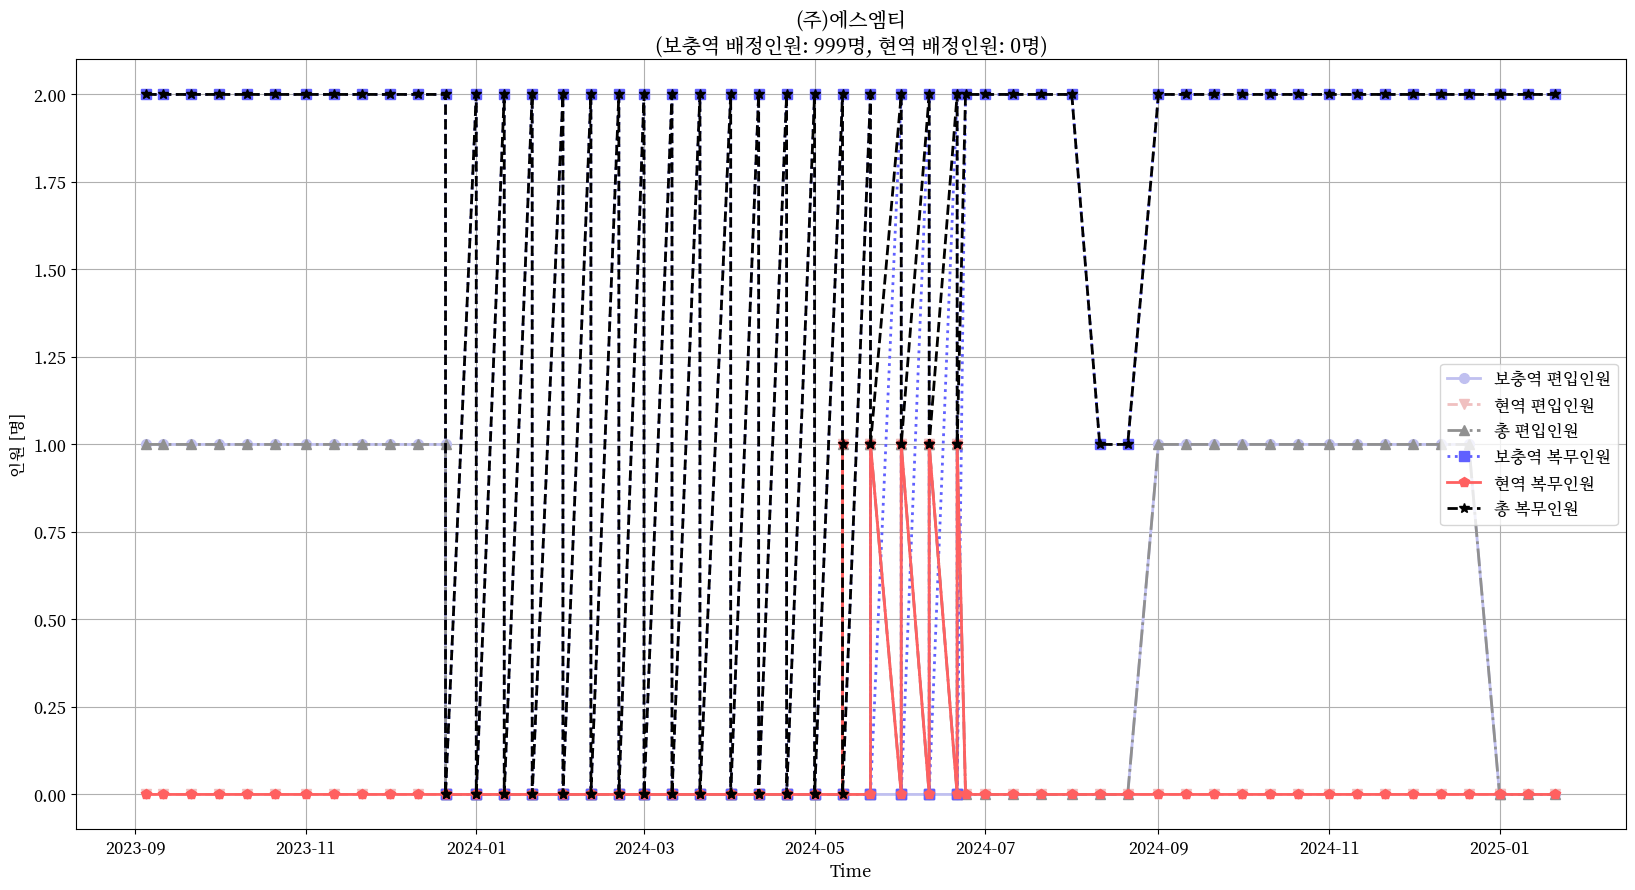 (주)에스엠티
(보충역 배정인원: 999명, 현역 배정인원: 0명)
2.00
1.75
1.50
1.25
1.00
0.75
0.50
0.25
0.00
인원 [명]
보충역 편입인원
현역 편입인원
총 편입인원
보충역 복무인원
현역 복무인원
총 복무인원
2023-09
2023-11
2024-01
2024-03
2024-05
2024-07
2024-09
2024-11
2025-01
Time